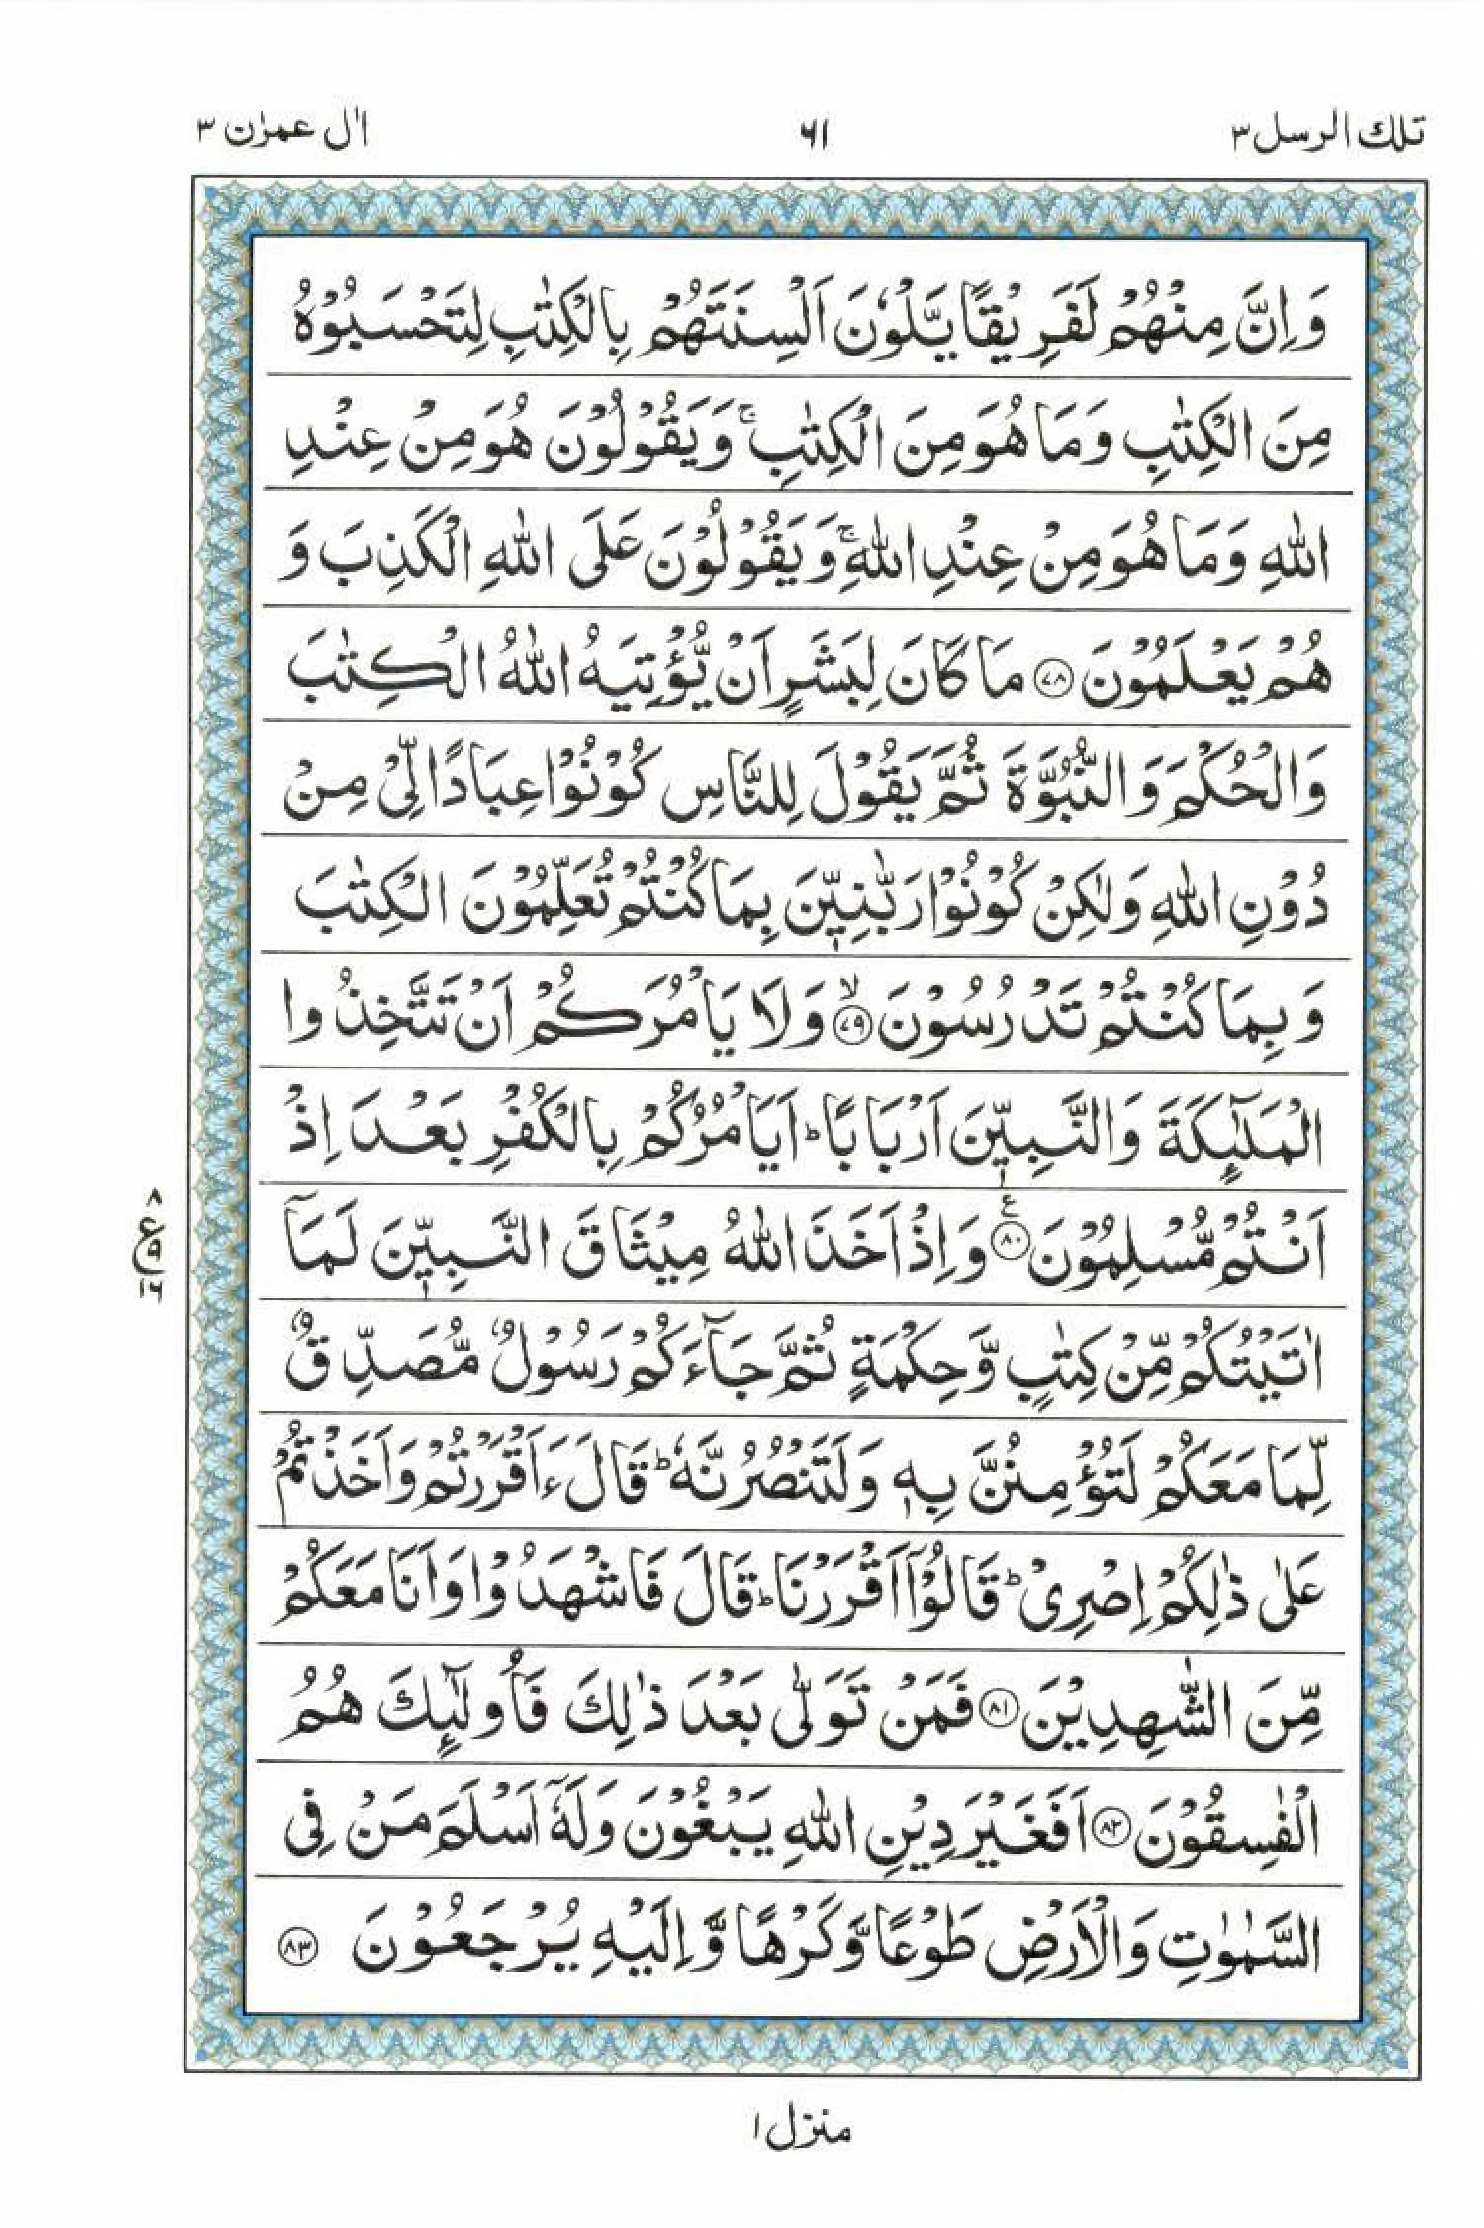 تلك الرسل ٣
٦١
اٰل عمرٰن ٣
وَاِنَّ مِنْهُمْ لَفَرِيْقًا يَّلْوٗنَ اَلْسِنَتَهُمْ بِالْكِتٰبِ لِتَحْسَبُوْهُ
مِنَ الْكِتٰبِ وَمَا هُوَ مِنَ الْكِتٰبِ ۚ وَيَقُوْلُوْنَ هُوَ مِنْ عِنْدِ
اللّٰهِ وَمَا هُوَ مِنْ عِنْدِ اللّٰهِ ۚ وَيَقُوْلُوْنَ عَلَى اللّٰهِ الْكَذِبَ وَ
هُمْ يَعْلَمُوْنَ ﴿۷۸﴾ مَا كَانَ لِبَشَرٍ اَنْ يُّؤْتِيَهُ اللّٰهُ الْكِتٰبَ
وَالْحُكْمَ وَالنُّبُوَّةَ ثُمَّ يَقُوْلَ لِلنَّاسِ كُوْنُوْا عِبَادًا لِّيْ مِنْ
دُوْنِ اللّٰهِ وَلٰكِنْ كُوْنُوْا رَبّٰنِيّٖنَ بِمَا كُنْتُمْ تُعَلِّمُوْنَ الْكِتٰبَ
وَبِمَا كُنْتُمْ تَدْرُسُوْنَ ۙ﴿۷۹﴾ وَلَا يَاْمُرَكُمْ اَنْ تَتَّخِذُوا
الْمَلٰٓئِكَةَ وَالنَّبِيّٖنَ اَرْبَابًا ؕ اَيَاْمُرُكُمْ بِالْكُفْرِ بَعْدَ اِذْ
اَنْتُمْ مُّسْلِمُوْنَ ﴿۸۰﴾ ع وَاِذْ اَخَذَ اللّٰهُ مِيْثَاقَ النَّبِيّٖنَ لَمَاۤ
۸
ع
۹
۱۶
اٰتَيْتُكُمْ مِّنْ كِتٰبٍ وَّحِكْمَةٍ ثُمَّ جَآءَكُمْ رَسُوْلٌ مُّصَدِّقٌ
لِّمَا مَعَكُمْ لَتُؤْمِنُنَّ بِهٖ وَلَتَنْصُرُنَّهٗ ؕ قَالَ ءَاَقْرَرْتُمْ وَاَخَذْتُمْ
عَلٰى ذٰلِكُمْ اِصْرِيْ ؕ قَالُوْۤا اَقْرَرْنَا ؕ قَالَ فَاشْهَدُوْا وَاَنَا مَعَكُمْ
مِّنَ الشّٰهِدِيْنَ ﴿۸۱﴾ فَمَنْ تَوَلّٰى بَعْدَ ذٰلِكَ فَاُولٰٓئِكَ هُمُ
الْفٰسِقُوْنَ ﴿۸۲﴾ اَفَغَيْرَ دِيْنِ اللّٰهِ يَبْغُوْنَ وَلَهٗۤ اَسْلَمَ مَنْ فِي
السَّمٰوٰتِ وَالْاَرْضِ طَوْعًا وَّكَرْهًا وَّاِلَيْهِ يُرْجَعُوْنَ ﴿۸۳﴾
منزل ١